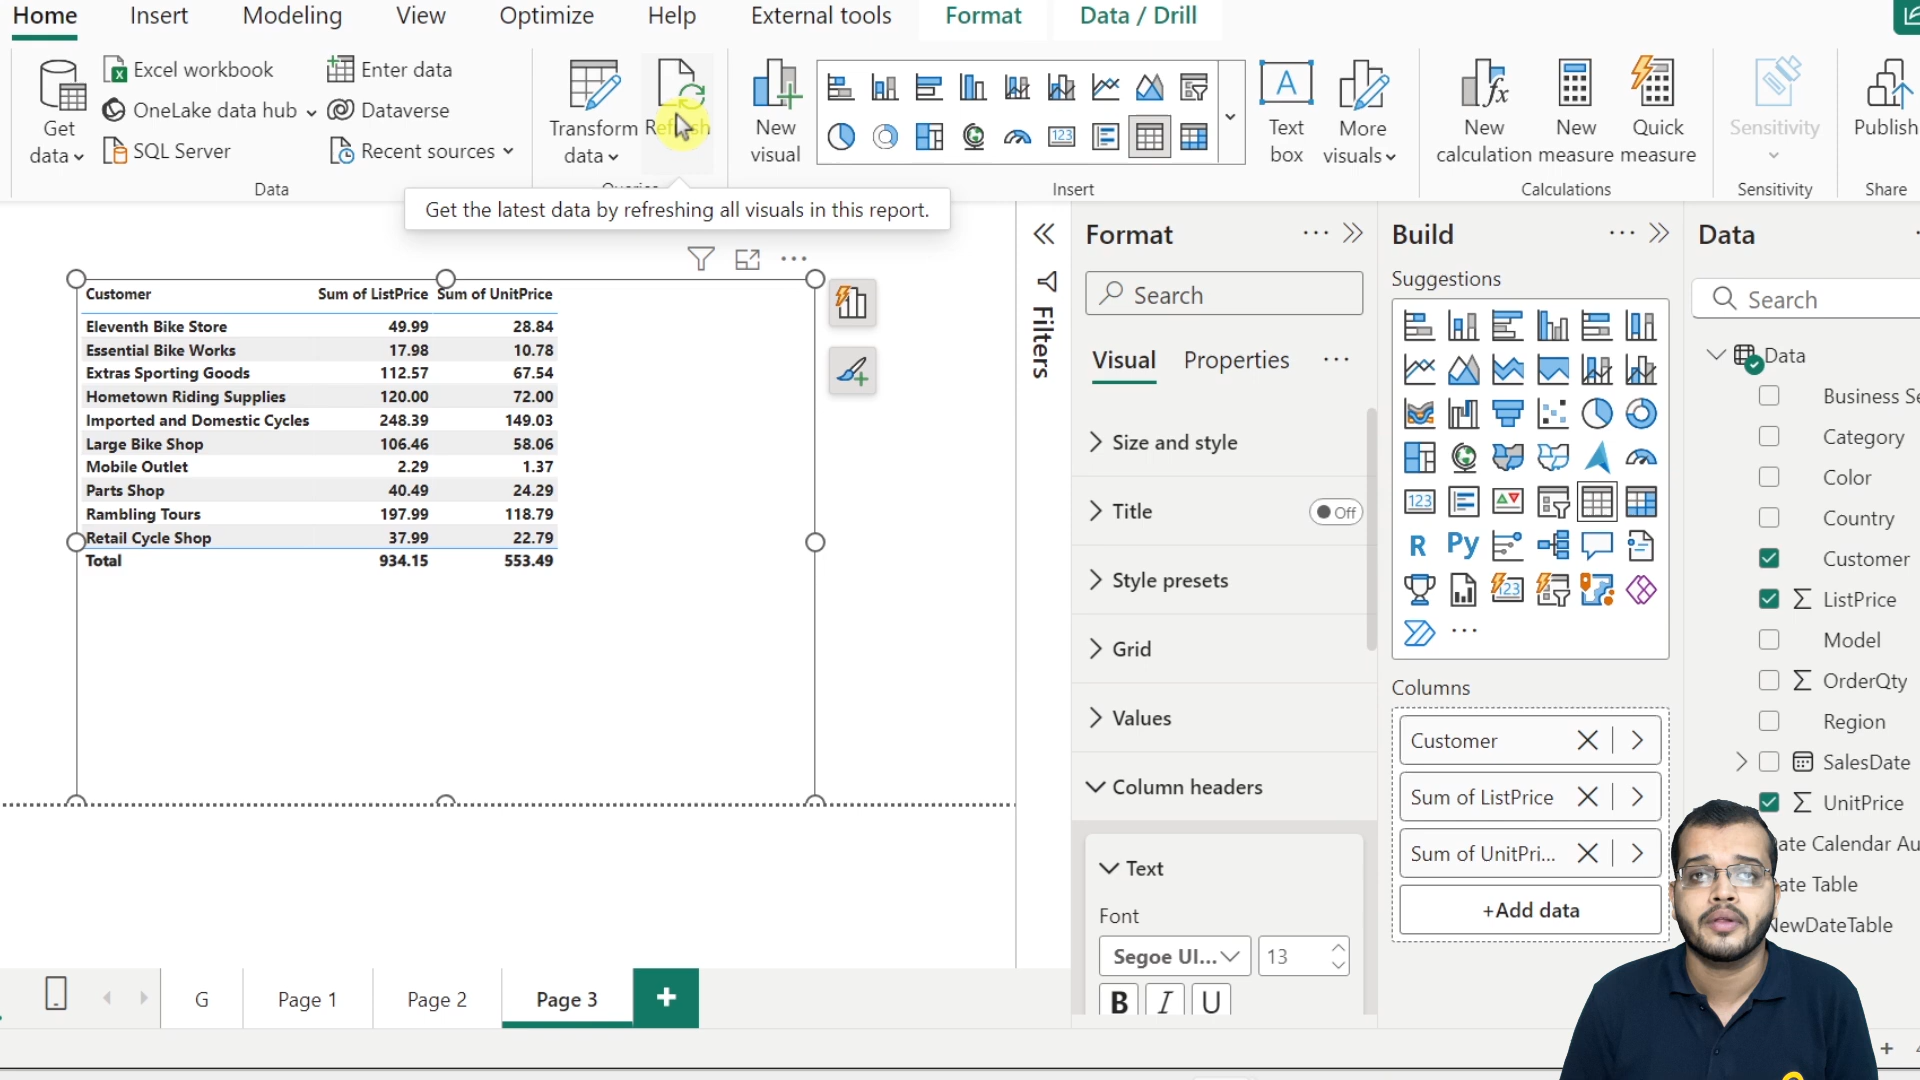 Home Insert Modeling View Optimize Help External tools Format Data / Drill
Get data
Excel workbook
OneLake data hub
SQL Server
Enter data
Dataverse
Recent sources
Data
Transform data
Refresh
Queries
New visual
Insert
Text box
More visuals
New calculation
New measure
Quick measure
Calculations
Sensitivity
Sensitivity
Publish
Share
Get the latest data by refreshing all visuals in this report.
Customer Sum of ListPrice Sum of UnitPrice
Eleventh Bike Store 49.99 28.84
Essential Bike Works 17.98 10.78
Extras Sporting Goods 112.57 67.54
Hometown Riding Supplies 120.00 72.00
Imported and Domestic Cycles 248.39 149.03
Large Bike Shop 106.46 58.06
Mobile Outlet 2.29 1.37
Parts Shop 40.49 24.29
Rambling Tours 197.99 118.79
Retail Cycle Shop 37.99 22.79
Total 934.15 553.49
Filters
Format
Search
Visual Properties
Size and style
Title Off
Style presets
Grid
Values
Column headers
Text
Font
Segoe UI... 13
B I U
Build
Suggestions
123
123
R Py
123
Columns
Customer
Sum of ListPrice
Sum of UnitPri...
+Add data
Data
Search
Data
Business Se
Category
Color
Country
Customer
ListPrice
Model
OrderQty
Region
SalesDate
UnitPrice
ate Calendar Au
ate Table
NewDateTable
G Page 1 Page 2 Page 3 +